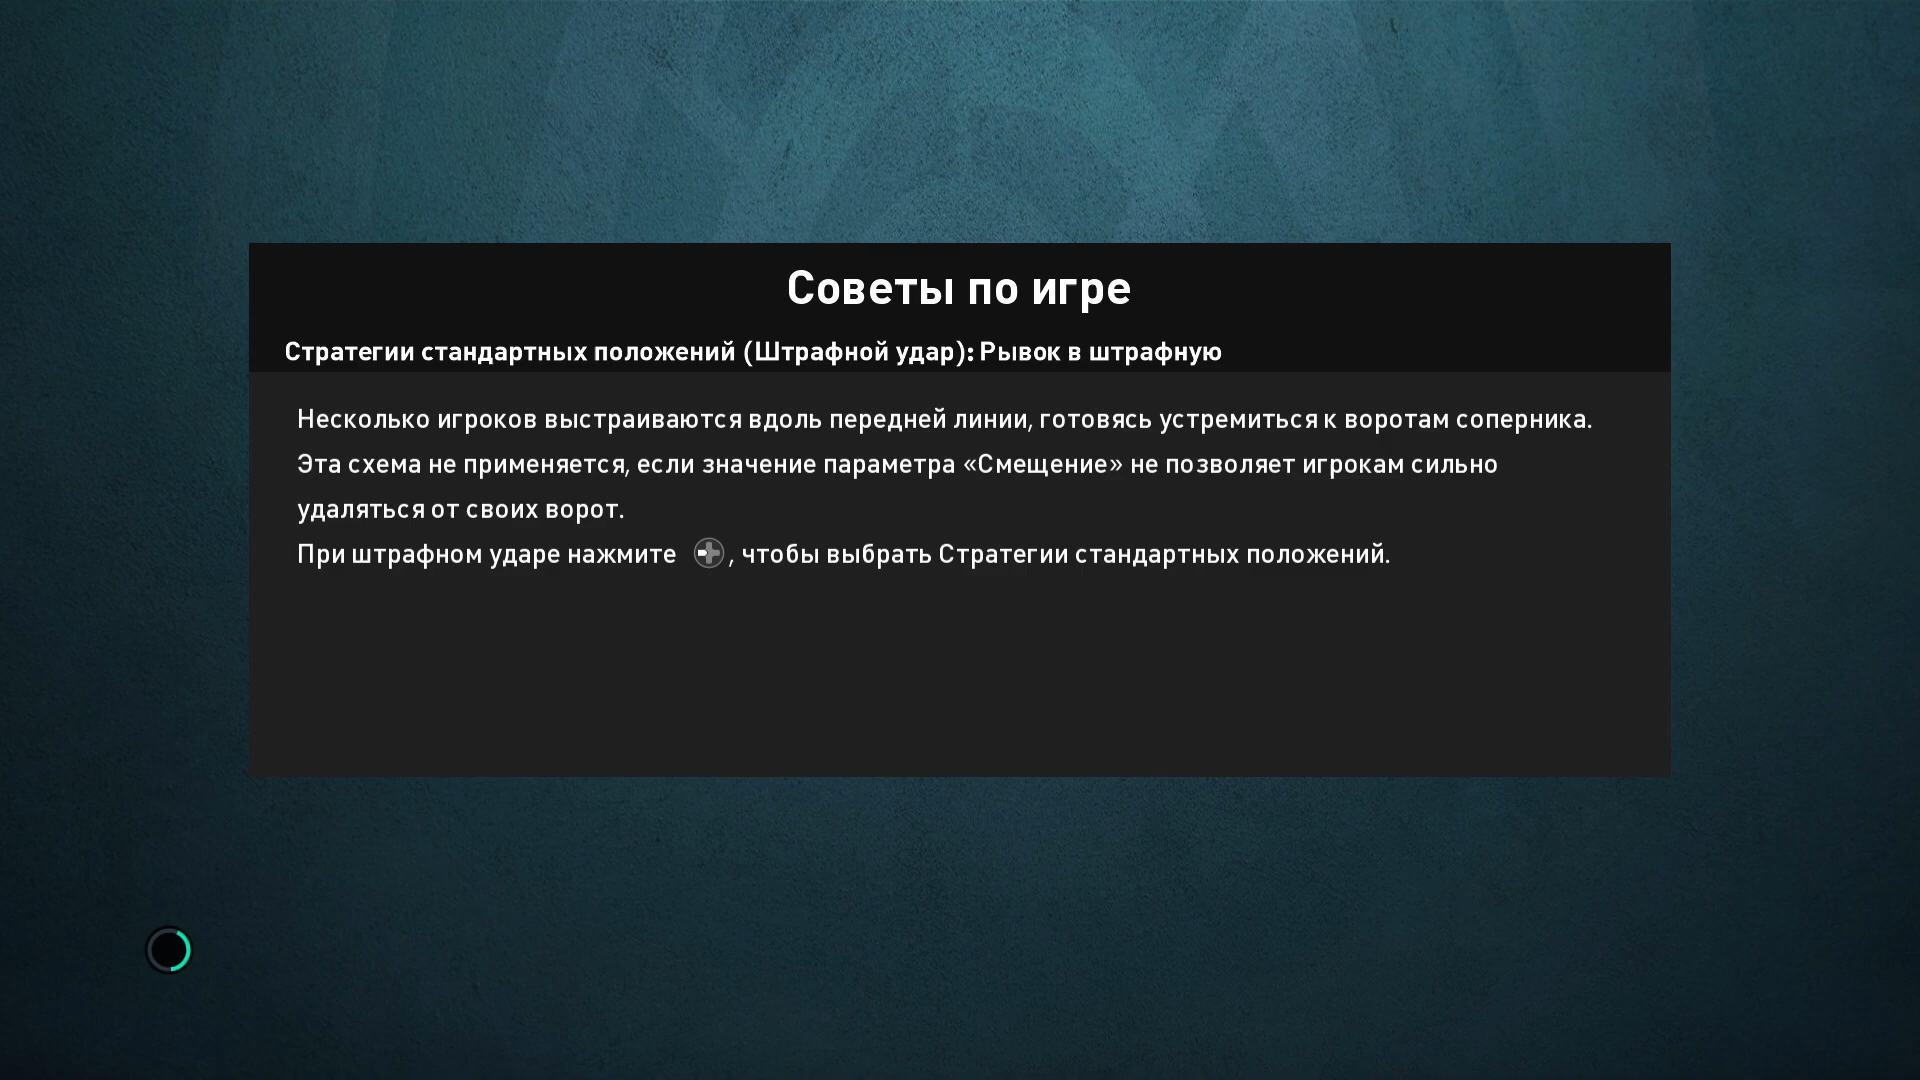 Советы по игре
Стратегии стандартных положений (Штрафной удар): Рывок в штрафную
Несколько игроков выстраиваются вдоль передней линии, готовясь устремиться к воротам соперника.
Эта схема не применяется, если значение параметра «Смещение» не позволяет игрокам сильно
удаляться от своих ворот.
При штрафном ударе нажмите , чтобы выбрать Стратегии стандартных положений.